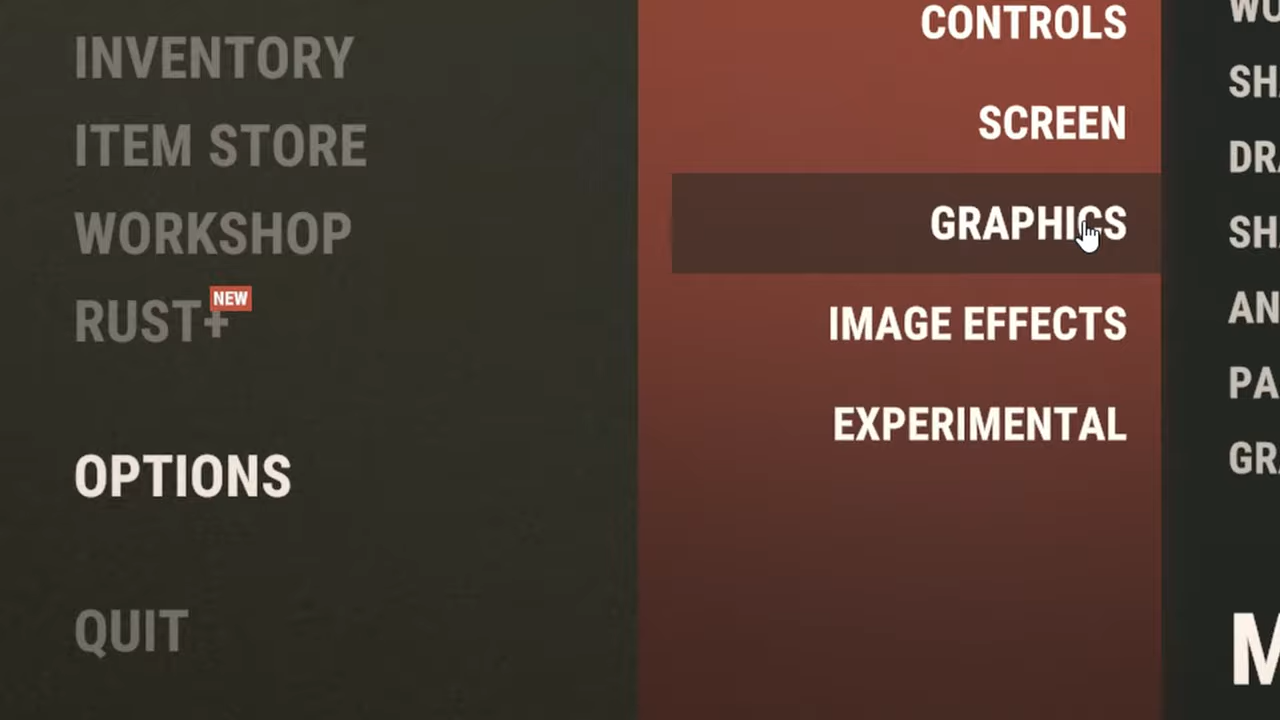 INVENTORY
ITEM STORE
WORKSHOP
RUST+
NEW
OPTIONS
QUIT
CONTROLS
SCREEN
GRAPHICS
IMAGE EFFECTS
EXPERIMENTAL